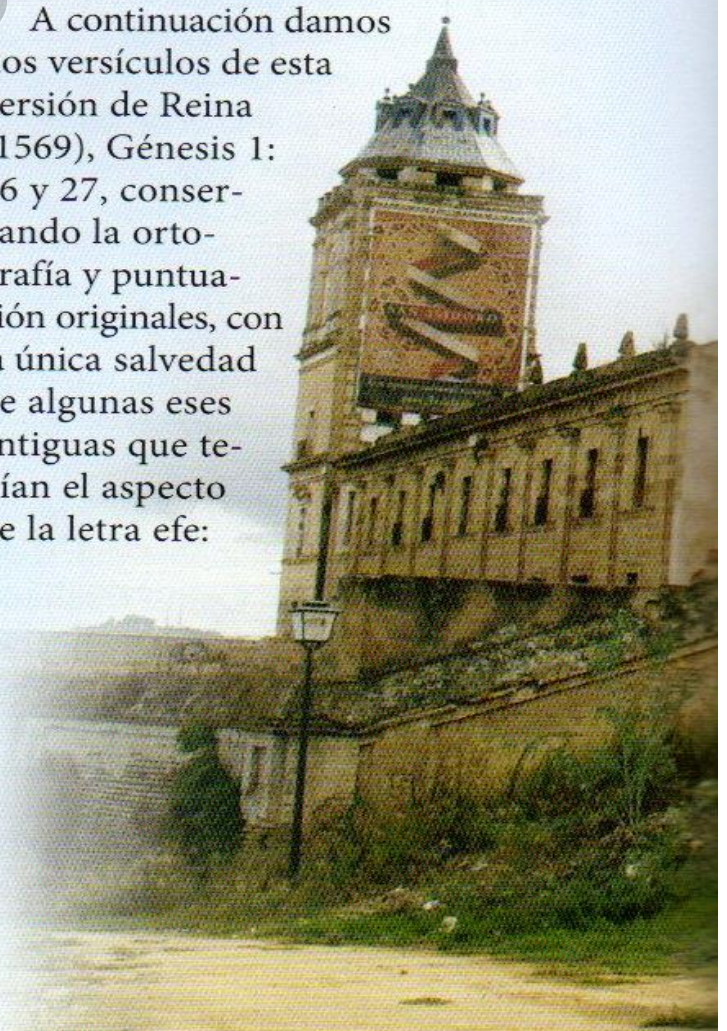 A continuación damos
os versículos de esta
ersión de Reina
1569), Génesis 1:
6 y 27, conser-
ando la orto-
rafía y puntua-
ión originales, con
a única salvedad
e algunas eses
ntiguas que te-
ían el aspecto
e la letra efe: